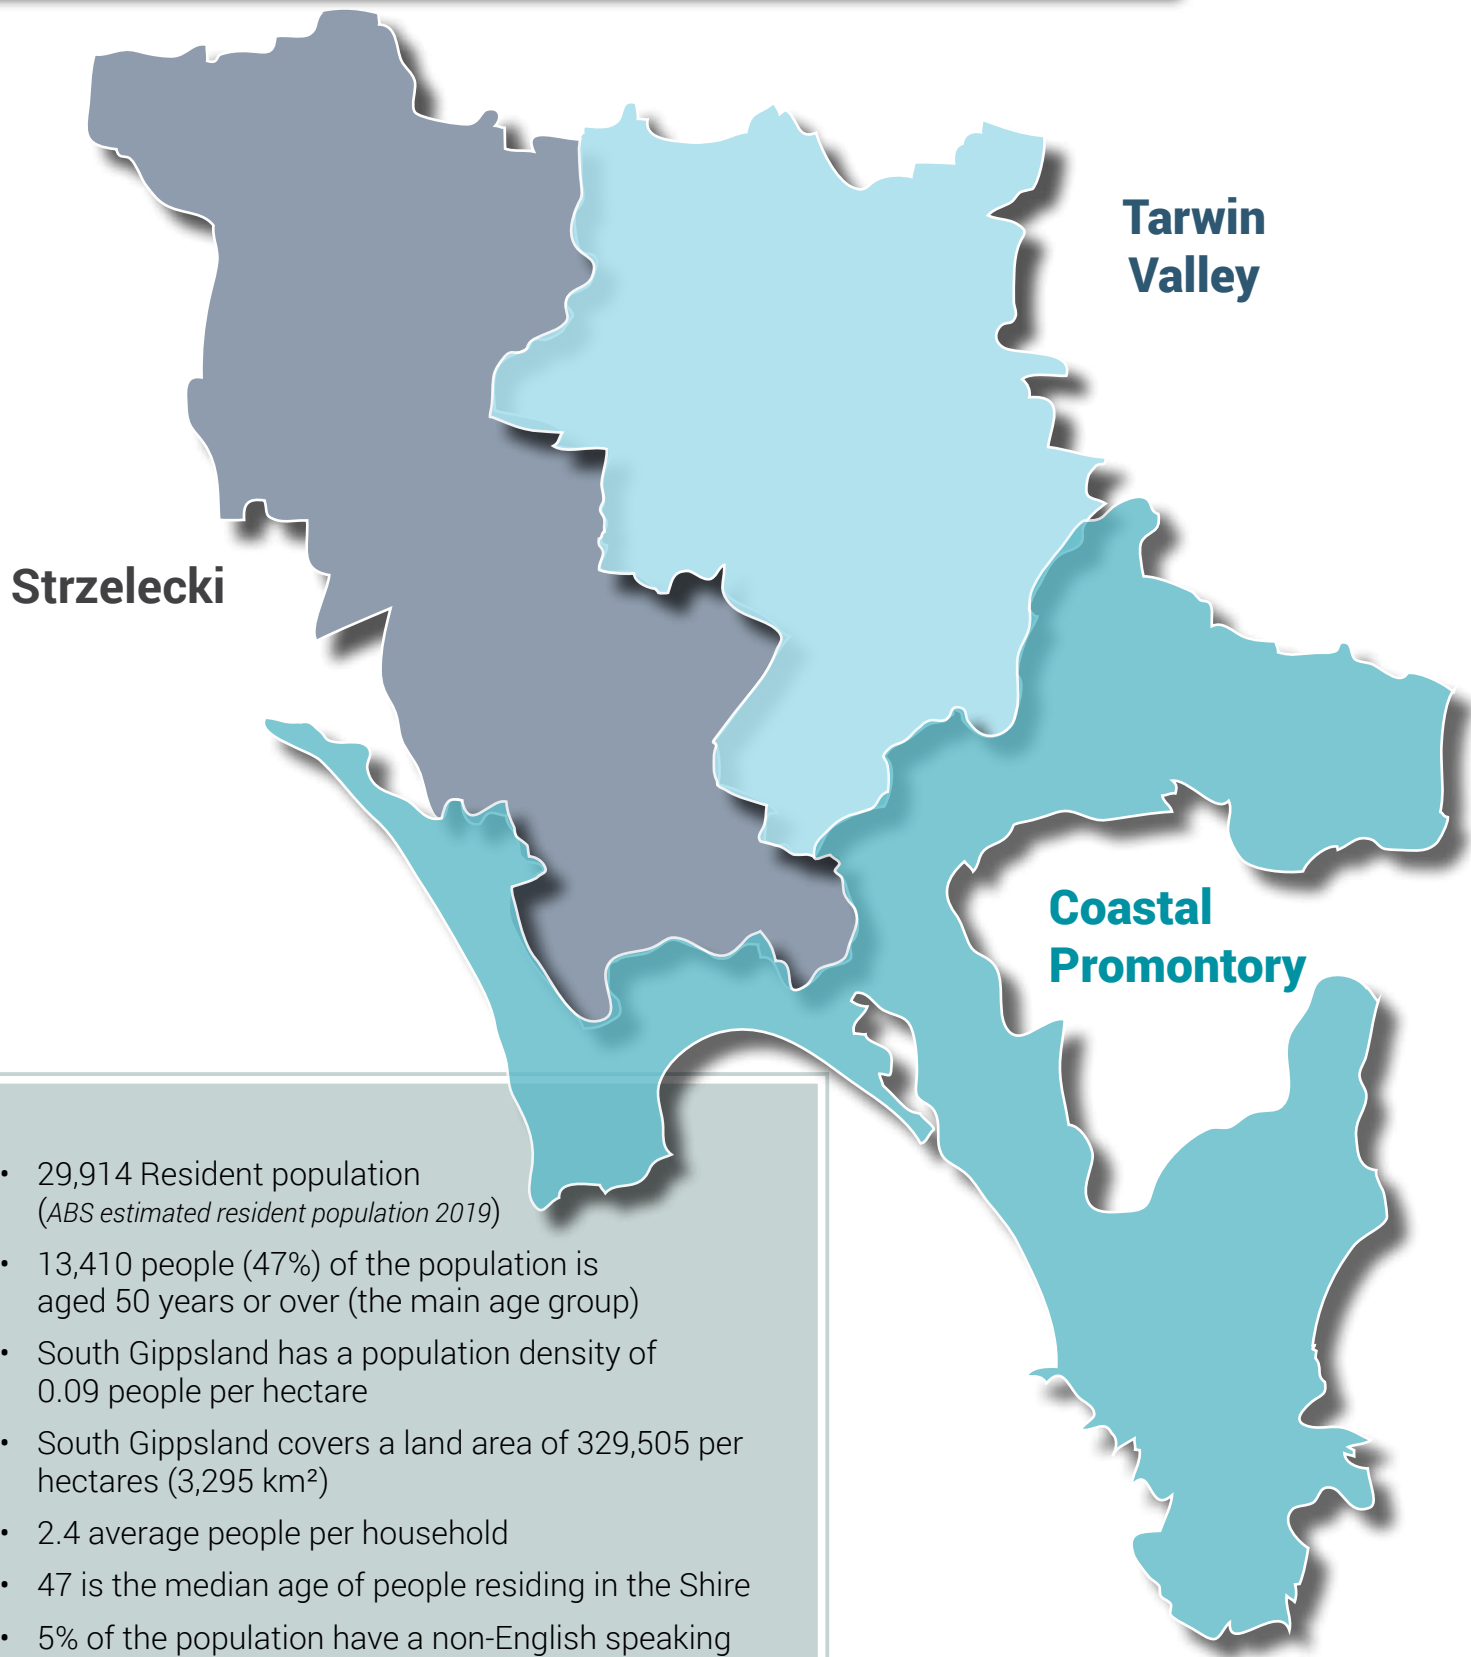 Tarwin
Valley
Strzelecki
Coastal
Promontory
• 29,914 Resident population
(ABS estimated resident population 2019)
• 13,410 people (47%) of the population is
aged 50 years or over (the main age group)
• South Gippsland has a population density of
0.09 people per hectare
• South Gippsland covers a land area of 329,505 per
hectares (3,295 km²)
• 2.4 average people per household
• 47 is the median age of people residing in the Shire
• 5% of the population have a non-English speaking